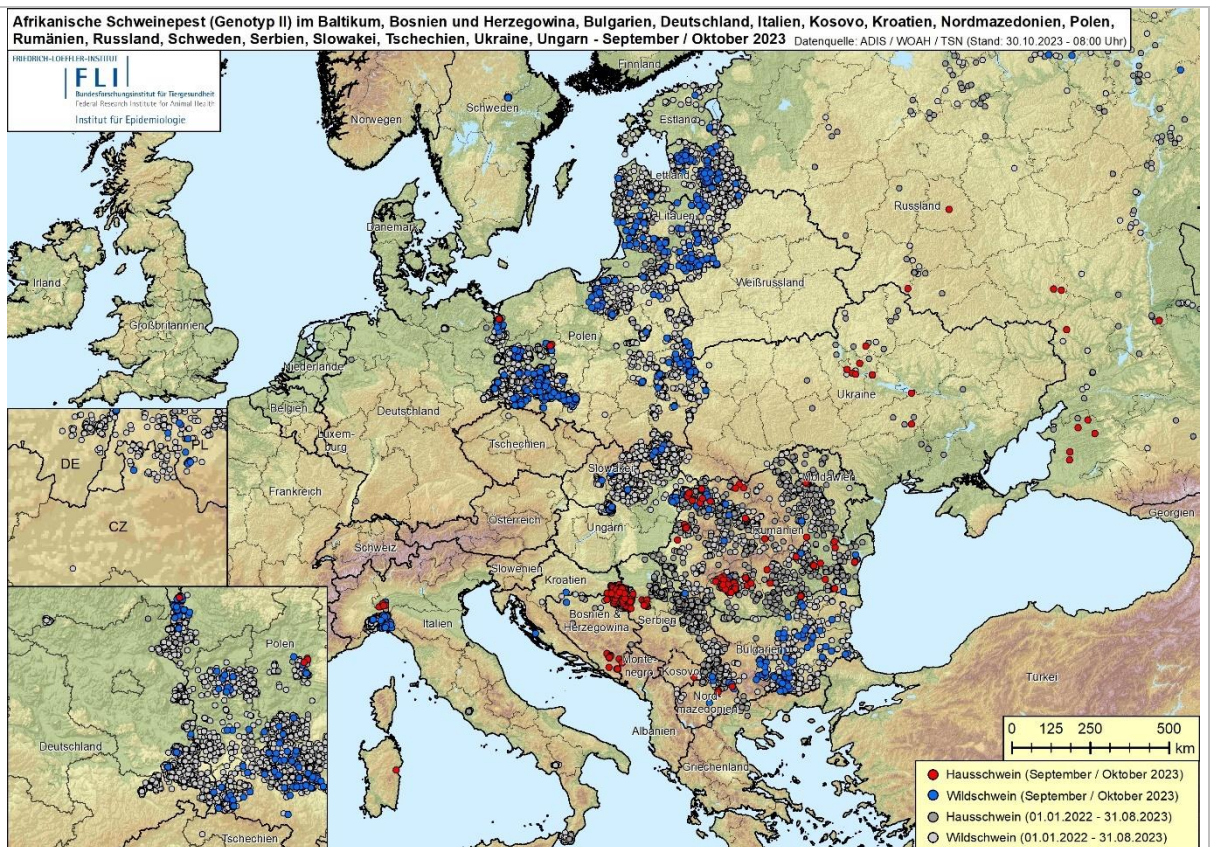 Afrikanische Schweinepest (Genotyp II) im Baltikum, Bosnien und Herzegowina, Bulgarien, Deutschland, Italien, Kosovo, Kroatien, Nordmazedonien, Polen,
Rumänien, Russland, Schweden, Serbien, Slowakei, Tschechien, Ukraine, Ungarn - September / Oktober 2023 Datenquelle: ADIS / WOAH / TSN (Stand: 30.10.2023 - 08:00 Uhr)
FRIEDRICH-LOEFFLER-INSTITUT
FLI
Bundesforschungsinstitut für Tiergesundheit
Federal Research Institute for Animal Health
Institut für Epidemiologie
Finnland
Norwegen
Schweden
Estland
Lettland
Litauen
Russland
Dänemark
Irland
Großbritannien
Weißrussland
Niederlande
Polen
Belgien
Deutschland
Luxem-
burg
Ukraine
Tschechien
Slowakei
Frankreich
Moldawien
Österreich
Ungarn
Rumänien
Schweiz
Georgien
Slowenien
Kroatien
Italien
Bosnien &
Herzegowina
Serbien
Monte-
negro
Kosovo
Bulgarien
Nord-
mazedonien
Albanien
Türkei
Griechenland
DE
PL
CZ
Polen
Deutschland
Tschechien
0 125 250 500
km
Hausschwein (September / Oktober 2023)
Wildschwein (September / Oktober 2023)
Hausschwein (01.01.2022 - 31.08.2023)
Wildschwein (01.01.2022 - 31.08.2023)